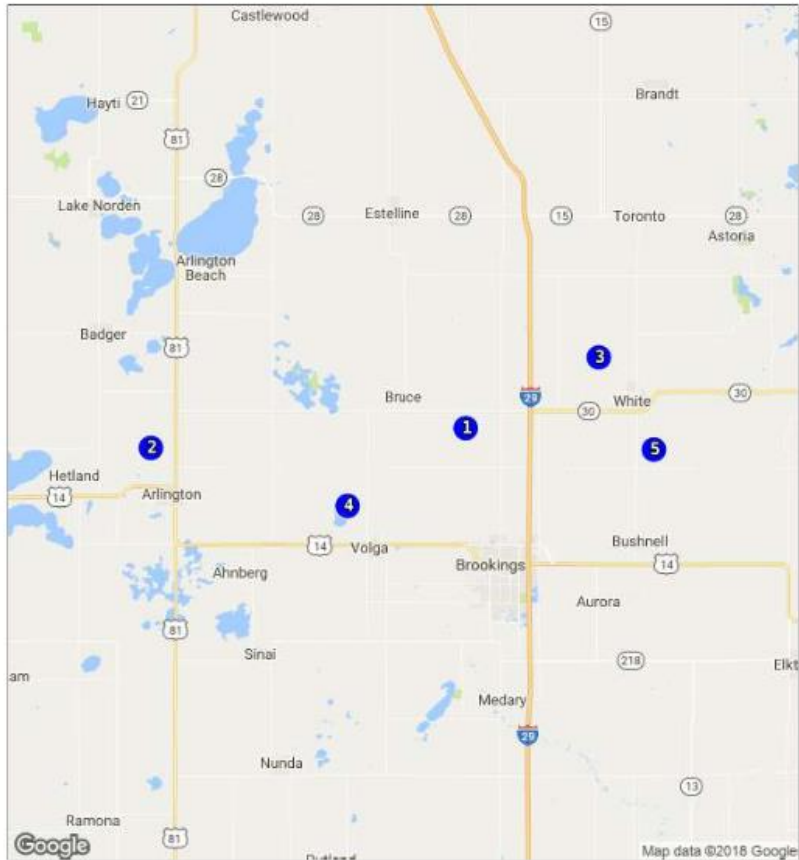 Castlewood
15
Hayti
21
Brandt
81
28
Lake Norden
28
Estelline
28
15
Toronto
28
Astoria
Arlington
Beach
Badger
81
3
Bruce
29
White
30
30
1
2
5
Hetland
14
Arlington
4
14
Volga
Bushnell
Brookings
14
Ahnberg
Aurora
81
Sinai
218
Elkt
am
Medary
29
Nunda
13
Ramona
81
Rutland
Google
Map data ©2018 Google